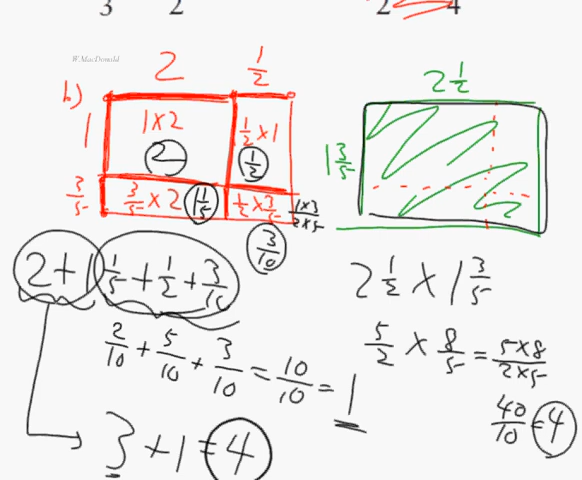 3 2 2 4
W.MacDonald
b)
2 1/2
1 1×2 1/2×1
2 1/2
3/5 3/5×2 1 1/5 1/2×3/5 1×3/2×5
3/10
2 1/2
1 3/5
2+1 1/5+1/2+3/10
2/10+5/10+3/10=10/10=1
3+1=4
2 1/2×1 3/5
5/2×8/5=5×8/2×5
40/10=4